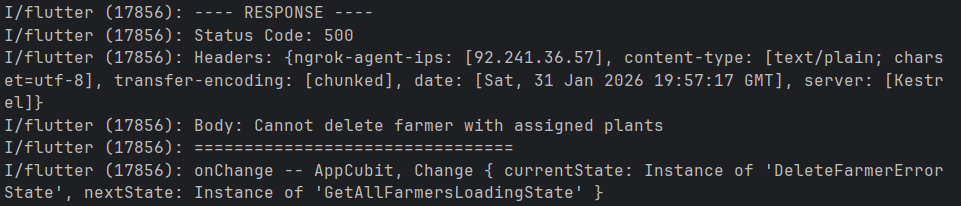 I/flutter (17856): ---- RESPONSE ----
I/flutter (17856): Status Code: 500
I/flutter (17856): Headers: {ngrok-agent-ips: [92.241.36.57], content-type: [text/plain; chars
et=utf-8], transfer-encoding: [chunked], date: [Sat, 31 Jan 2026 19:57:17 GMT], server: [Kestr
el]}
I/flutter (17856): Body: Cannot delete farmer with assigned plants
I/flutter (17856): ================================
I/flutter (17856): onChange -- AppCubit, Change { currentState: Instance of 'DeleteFarmerError
State', nextState: Instance of 'GetAllFarmersLoadingState' }